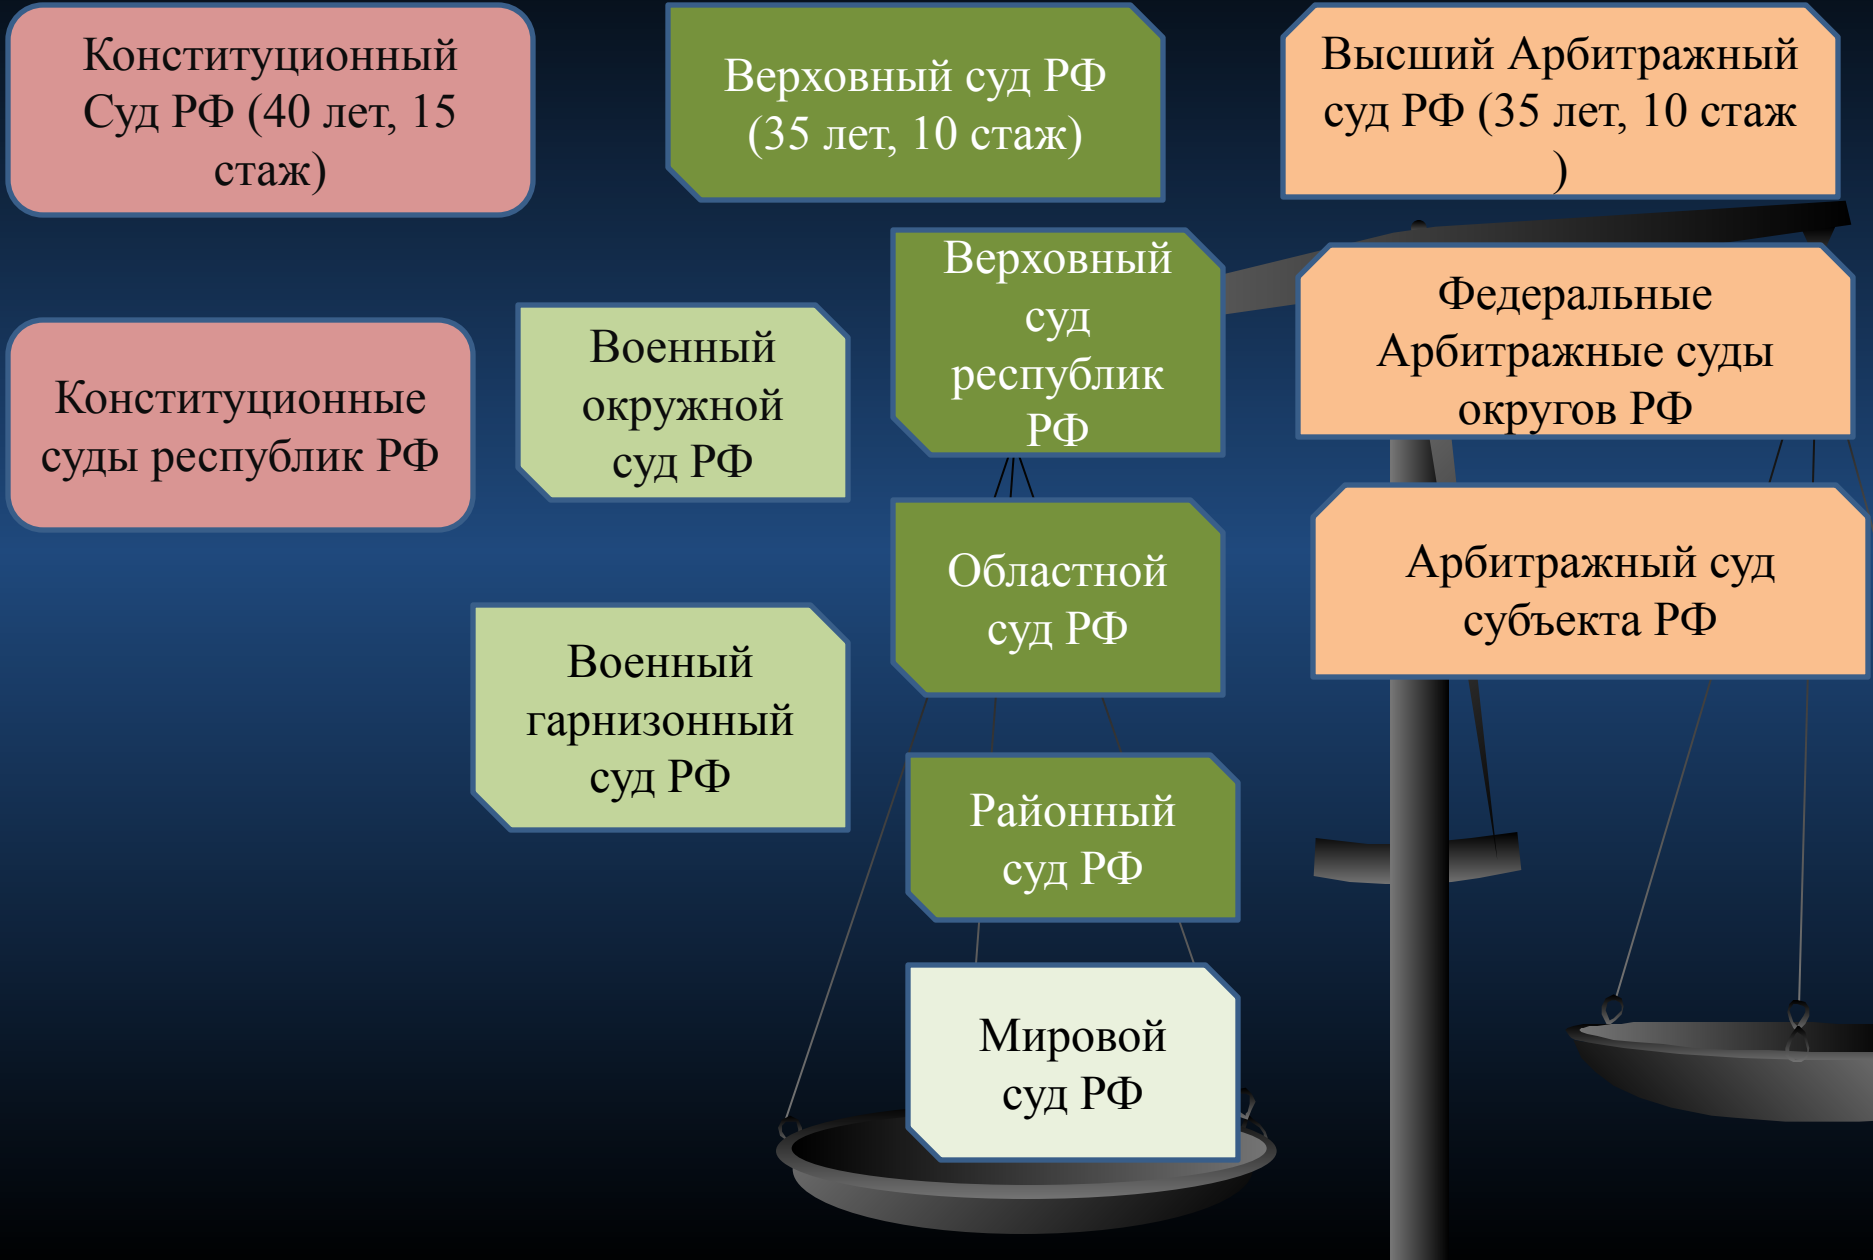 Конституционный
Суд РФ (40 лет, 15
стаж)
Верховный суд РФ
(35 лет, 10 стаж)
Высший Арбитражный
суд РФ (35 лет, 10 стаж
)
Конституционные
суды республик РФ
Военный
окружной
суд РФ
Верховный
суд
республик
РФ
Федеральные
Арбитражные суды
округов РФ
Военный
гарнизонный
суд РФ
Областной
суд РФ
Арбитражный суд
субъекта РФ
Районный
суд РФ
Мировой
суд РФ